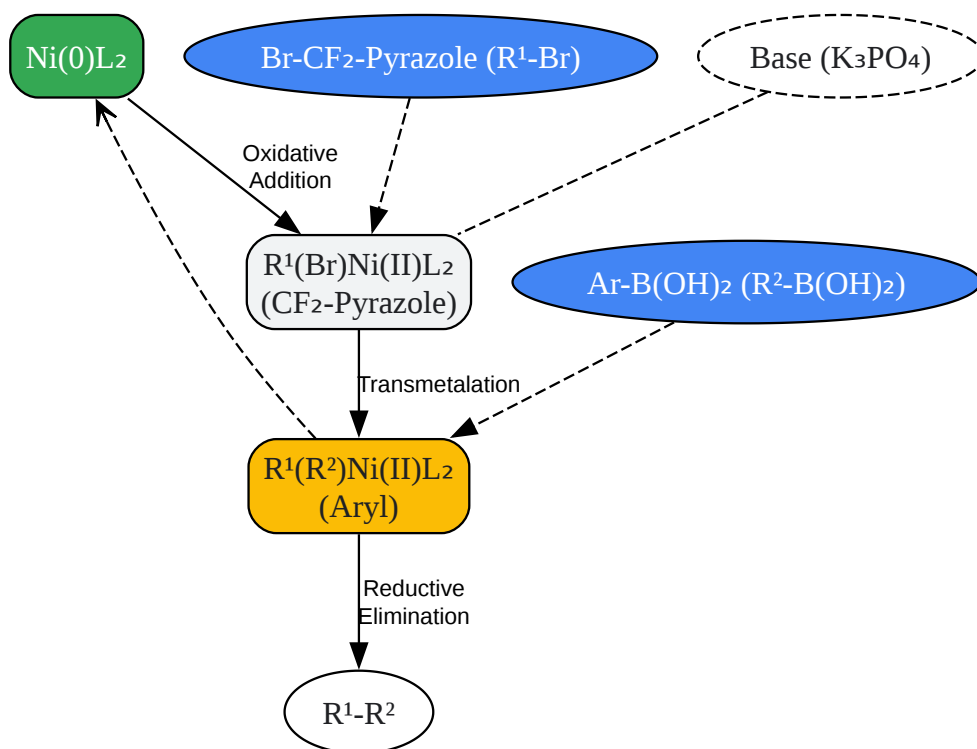 Ni(0)L₂
Br-CF₂-Pyrazole (R¹-Br)
Base (K₃PO₄)
Oxidative
Addition
R¹(Br)Ni(II)L₂
(CF₂-Pyrazole)
Ar-B(OH)₂ (R²-B(OH)₂)
Transmetalation
R¹(R²)Ni(II)L₂
(Aryl)
Reductive
Elimination
R¹-R²